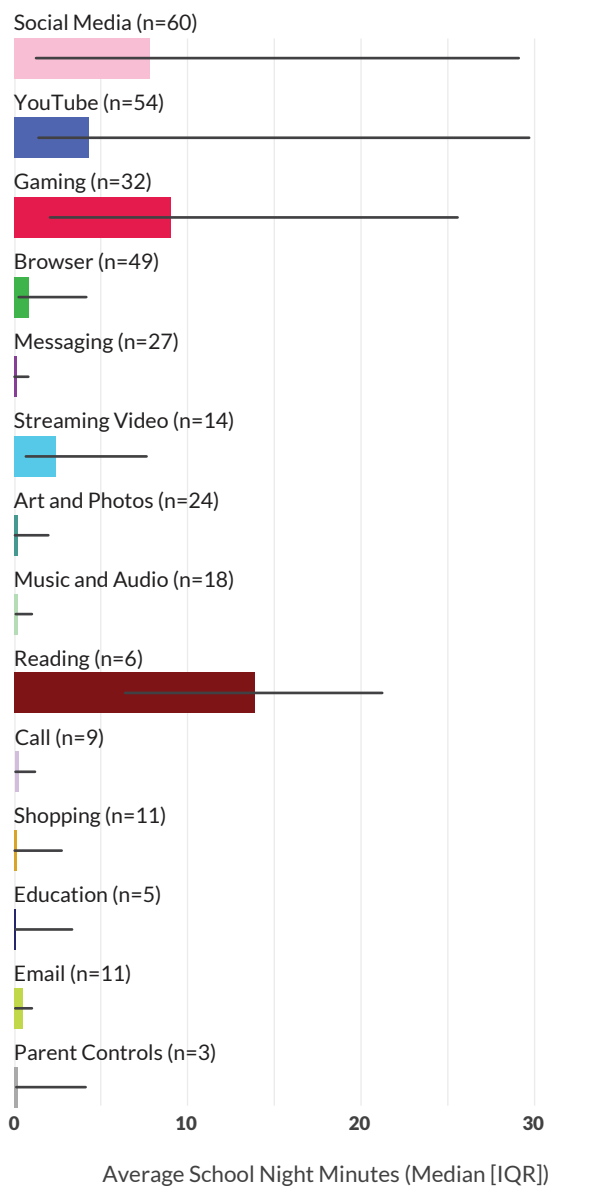 Social Media (n=60)
YouTube (n=54)
Gaming (n=32)
Browser (n=49)
Messaging (n=27)
Streaming Video (n=14)
Art and Photos (n=24)
Music and Audio (n=18)
Reading (n=6)
Call (n=9)
Shopping (n=11)
Education (n=5)
Email (n=11)
Parent Controls (n=3)
0 10 20 30
Average School Night Minutes (Median [IQR])